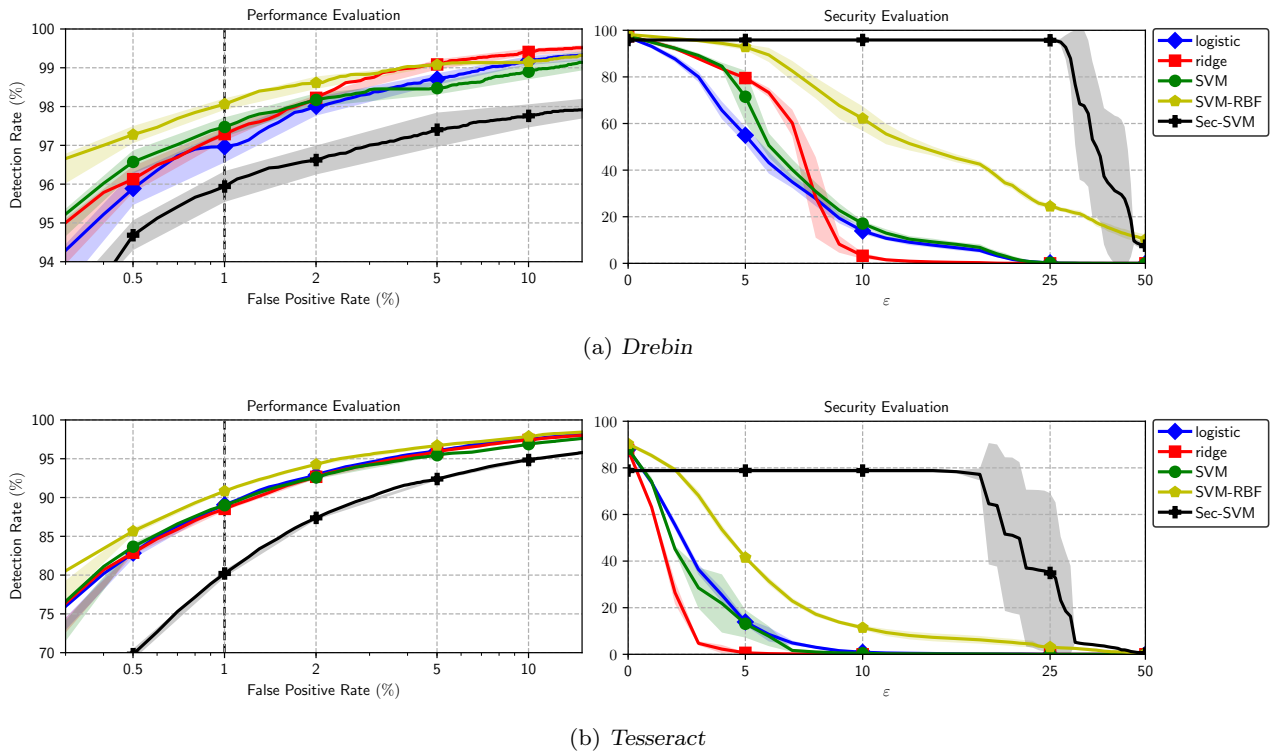 Performance Evaluation
Detection Rate (%)
100
99
98
97
96
95
94
0.5
1
2
5
10
False Positive Rate (%)
Security Evaluation
100
80
60
40
20
0
0
5
10
25
50
ε
logistic
ridge
SVM
SVM-RBF
Sec-SVM
(a) Drebin
Performance Evaluation
Detection Rate (%)
100
95
90
85
80
75
70
0.5
1
2
5
10
False Positive Rate (%)
Security Evaluation
100
80
60
40
20
0
0
5
10
25
50
ε
logistic
ridge
SVM
SVM-RBF
Sec-SVM
(b) Tesseract